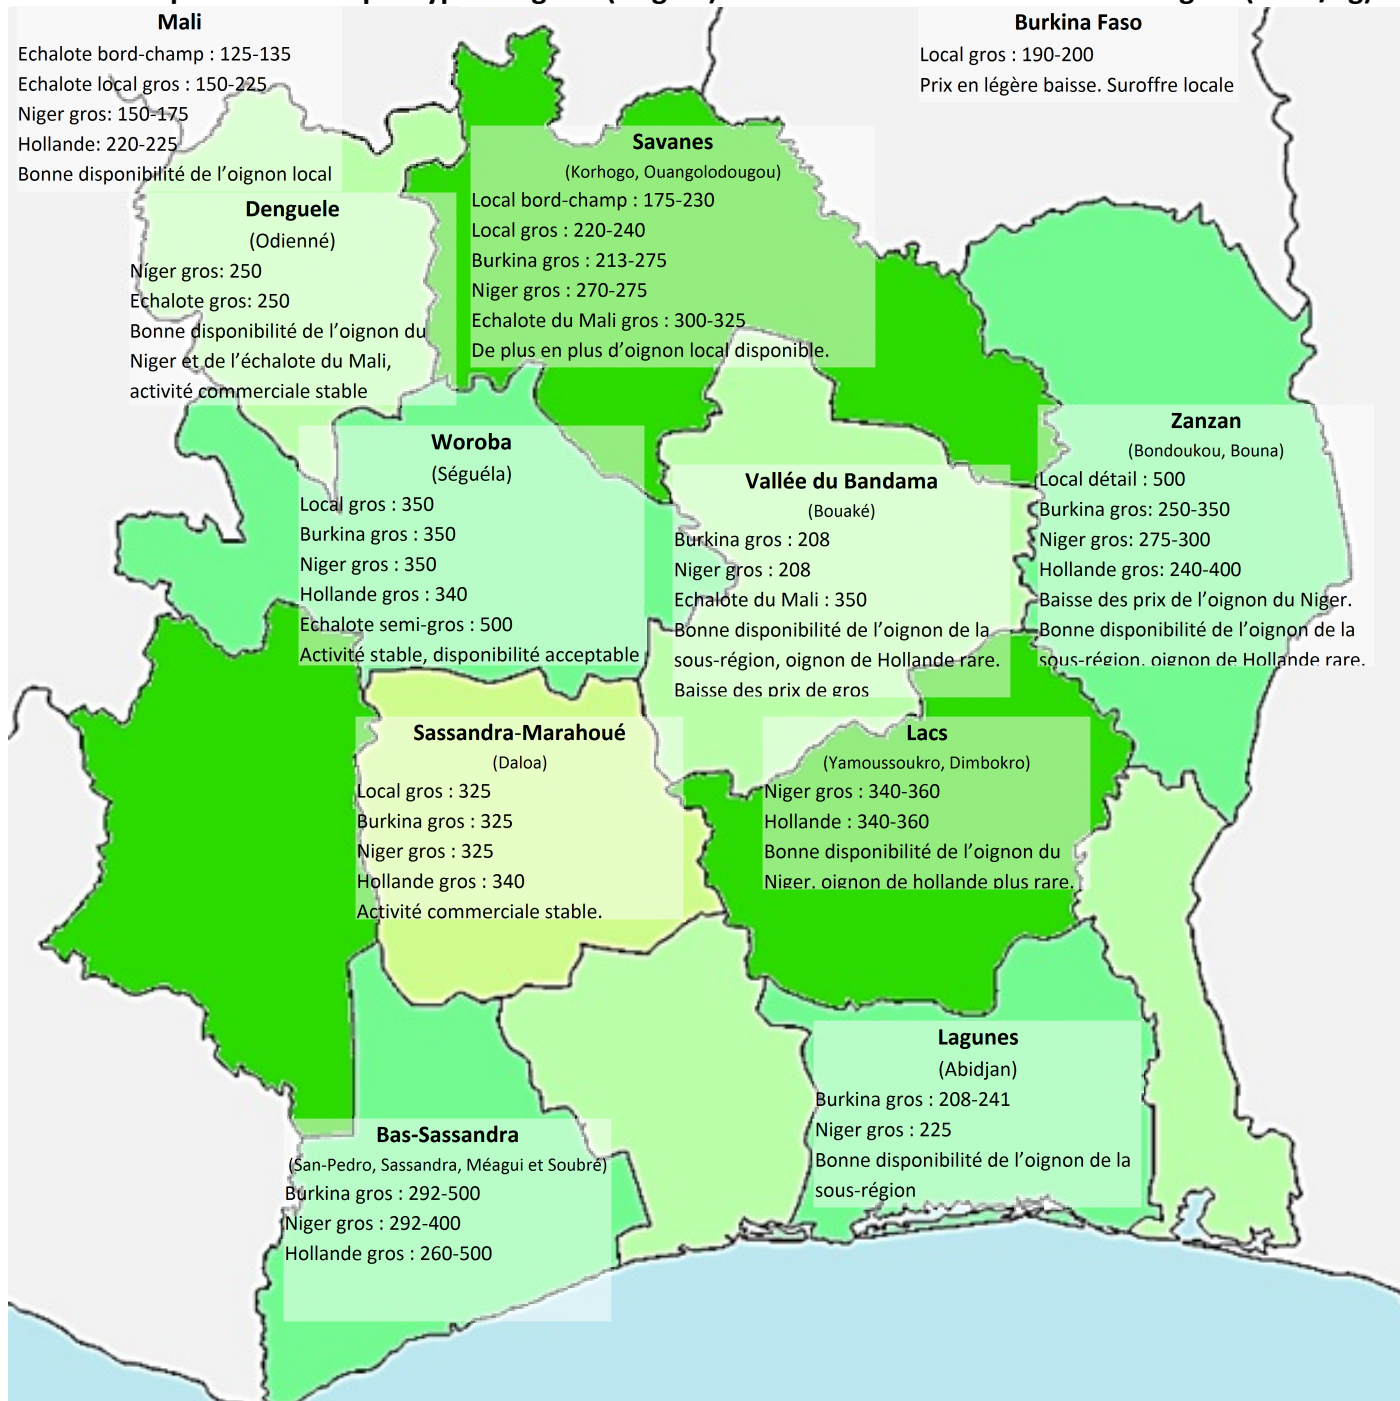 Mali
Echalote bord-champ : 125-135
Echalote local gros : 150-225
Niger gros: 150-175
Hollande: 220-225
Bonne disponibilité de l’oignon local
Burkina Faso
Local gros : 190-200
Prix en légère baisse. Suroffre locale
Denguele
(Odienné)
Niger gros: 250
Echalote gros: 250
Bonne disponibilité de l’oignon du
Niger et de l’échalote du Mali,
activité commerciale stable
Savanes
(Korhogo, Ouangolodougou)
Local bord-champ : 175-230
Local gros : 220-240
Burkina gros : 213-275
Niger gros : 270-275
Echalote du Mali gros : 300-325
De plus en plus d’oignon local disponible.
Woroba
(Séguéla)
Local gros : 350
Burkina gros : 350
Niger gros : 350
Hollande gros : 340
Echalote semi-gros : 500
Activité stable, disponibilité acceptable
Vallée du Bandama
(Bouaké)
Burkina gros : 208
Niger gros : 208
Echalote du Mali : 350
Bonne disponibilité de l’oignon de la
sous-région, oignon de Hollande rare.
Baisse des prix de gros
Zanzan
(Bondoukou, Bouna)
Local détail : 500
Burkina gros: 250-350
Niger gros: 275-300
Hollande gros: 240-400
Baisse des prix de l’oignon du Niger.
Bonne disponibilité de l’oignon de la
sous-région, oignon de Hollande rare.
Sassandra-Marahoué
(Daloa)
Local gros : 325
Burkina gros : 325
Niger gros : 325
Hollande gros : 340
Activité commerciale stable.
Lacs
(Yamoussoukro, Dimbokro)
Niger gros : 340-360
Hollande : 340-360
Bonne disponibilité de l’oignon du
Niger, oignon de hollande plus rare.
Lagunes
(Abidjan)
Burkina gros : 208-241
Niger gros : 225
Bonne disponibilité de l’oignon de la
sous-région
Bas-Sassandra
(San-Pedro, Sassandra, Méagui et Soubré)
Burkina gros : 292-500
Niger gros : 292-400
Hollande gros : 260-500